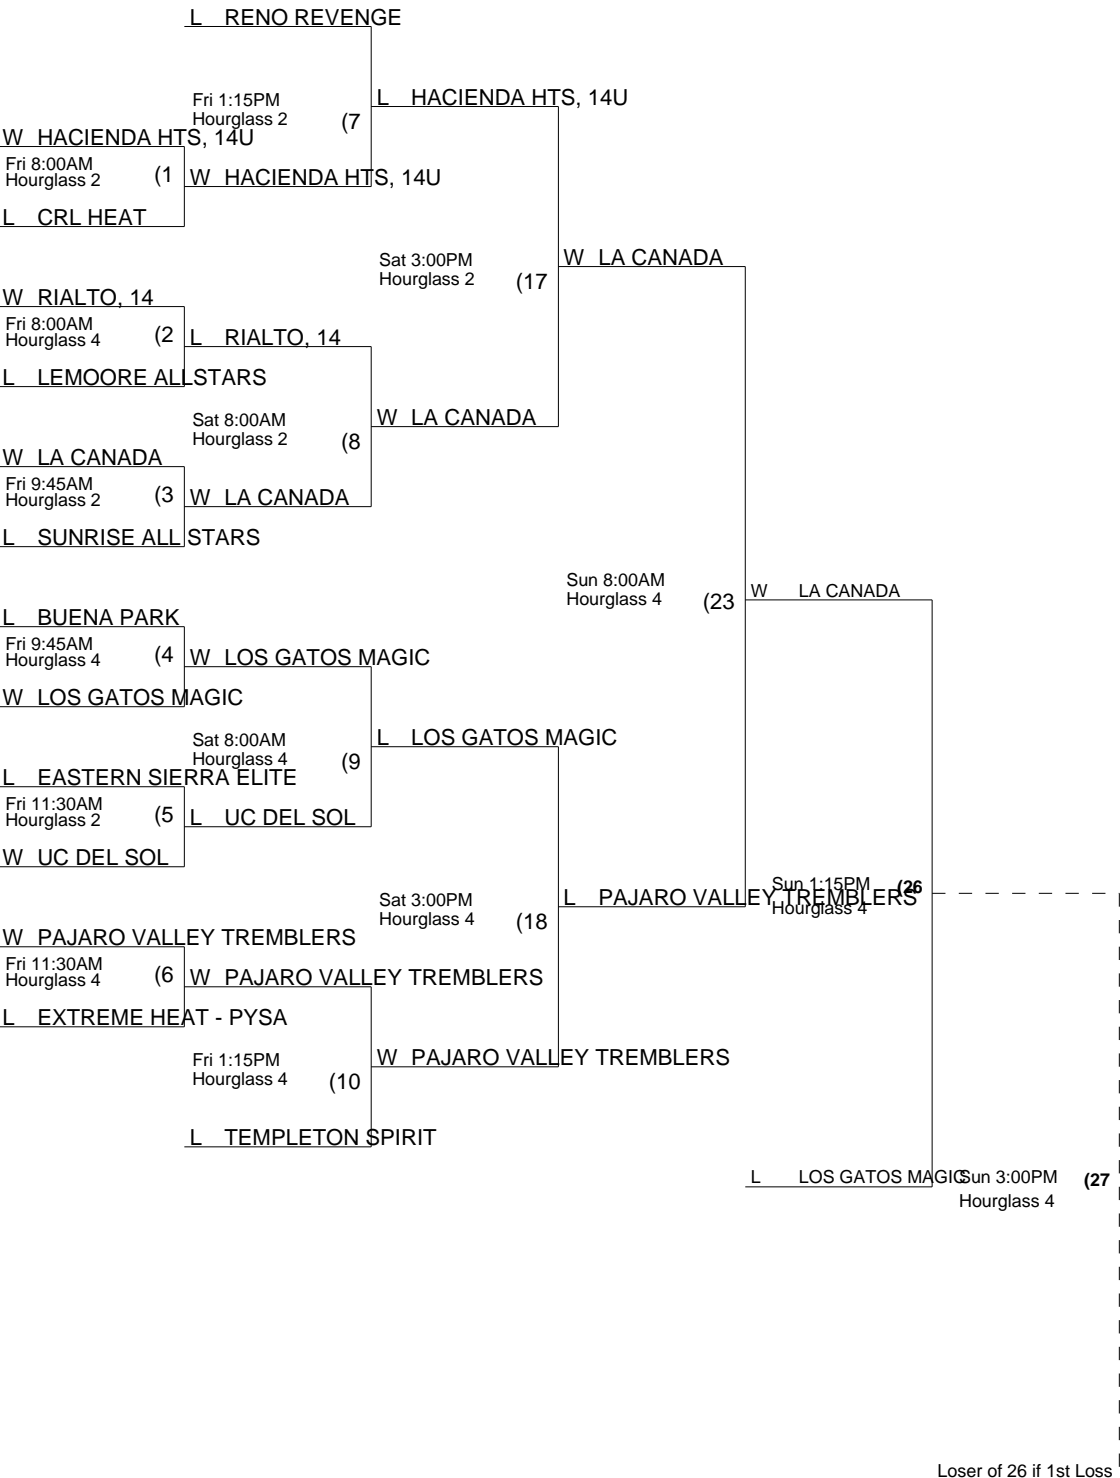 L RENO REVENGE
Fri 1:15PM
Hourglass 2 (7
L HACIENDA HTS, 14U
W HACIENDA HTS, 14U
Fri 8:00AM
Hourglass 2 (1
W HACIENDA HTS, 14U
L CRL HEAT
Sat 3:00PM
Hourglass 2 (17
W LA CANADA
W RIALTO, 14
Fri 8:00AM
Hourglass 4 (2
L RIALTO, 14
L LEMOORE ALLSTARS
Sat 8:00AM
Hourglass 2 (8
W LA CANADA
W LA CANADA
Fri 9:45AM
Hourglass 2 (3
W LA CANADA
L SUNRISE ALL STARS
Sun 8:00AM
Hourglass 4 (23
W LA CANADA
L BUENA PARK
Fri 9:45AM
Hourglass 4 (4
W LOS GATOS MAGIC
W LOS GATOS MAGIC
Sat 8:00AM
Hourglass 4 (9
L LOS GATOS MAGIC
L EASTERN SIERRA ELITE
Fri 11:30AM
Hourglass 2 (5
L UC DEL SOL
W UC DEL SOL
Sat 3:00PM
Hourglass 4 (18
L PAJARO VALLEY TREMBLERS
Sun 1:15PM (26
Hourglass 4
W PAJARO VALLEY TREMBLERS
Fri 11:30AM
Hourglass 4 (6
W PAJARO VALLEY TREMBLERS
L EXTREME HEAT - PYSA
Fri 1:15PM
Hourglass 4 (10
W PAJARO VALLEY TREMBLERS
L TEMPLETON SPIRIT
L LOS GATOS MAGIC
Sun 3:00PM (27
Hourglass 4
Loser of 26 if 1st Loss